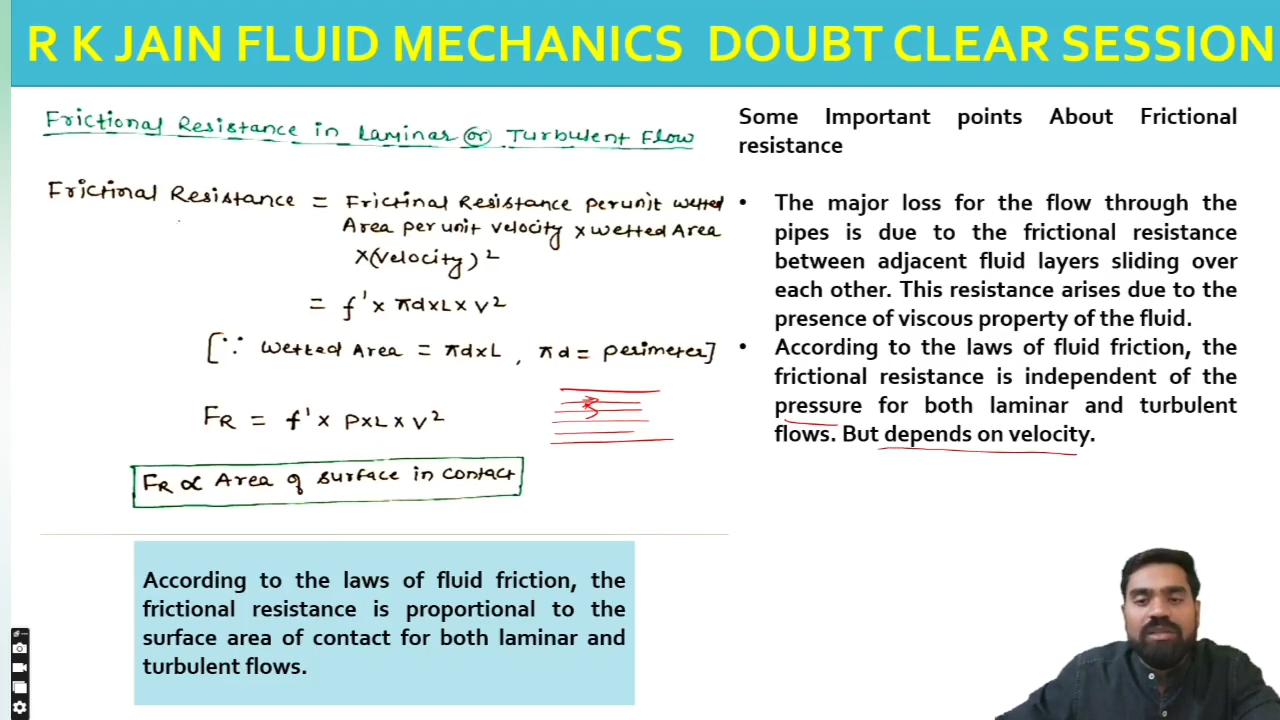 R K JAIN FLUID MECHANICS DOUBT CLEAR SESSION
Frictional Resistance in Laminar or Turbulent Flow
Frictinal Resistance = Frictinal Resistance per unit wetted
Area per unit velocity × wetted Area
×(velocity)²
= f' × πd×L× v²
[∵ wetted Area = πd×L , πd = perimeter]
FR = f' × P×L× v²
FR ∝ Area of surface in contact
According to the laws of fluid friction, the
frictional resistance is proportional to the
surface area of contact for both laminar and
turbulent flows.
Some Important points About Frictional
resistance
• The major loss for the flow through the
pipes is due to the frictional resistance
between adjacent fluid layers sliding over
each other. This resistance arises due to the
presence of viscous property of the fluid.
• According to the laws of fluid friction, the
frictional resistance is independent of the
pressure for both laminar and turbulent
flows. But depends on velocity.